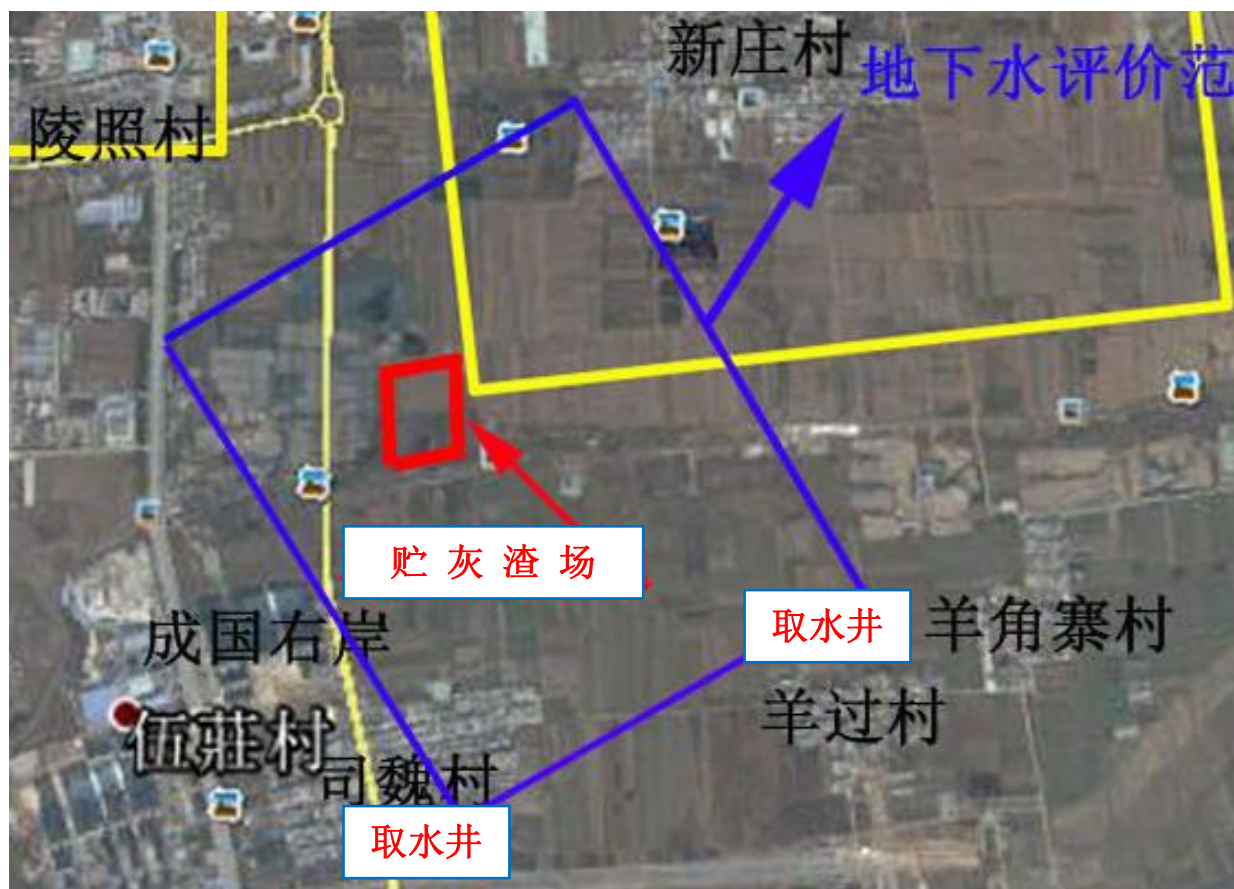 新庄村
地下水评价范
陵照村
贮灰渣场
取水井
羊角寨村
成国右岸
羊过村
伍莊村
司魏村
取水井